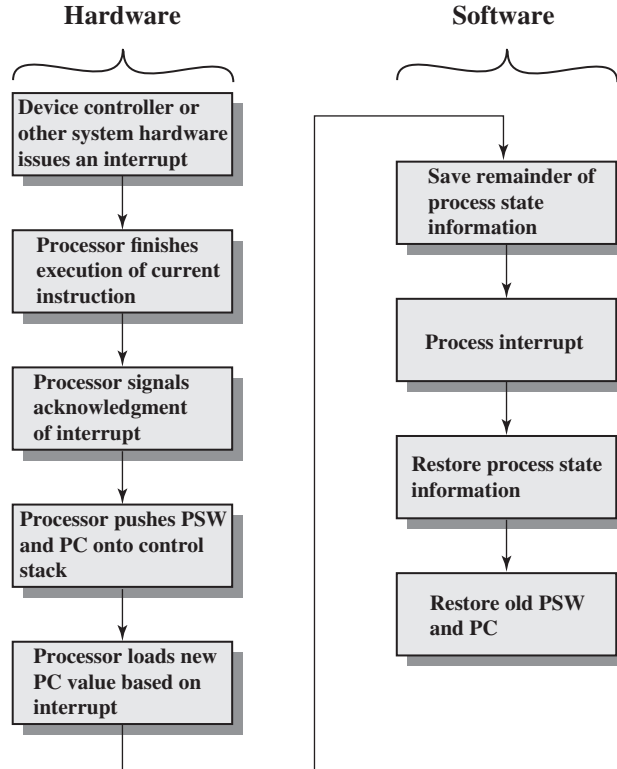 Hardware
Device controller or
other system hardware
issues an interrupt
Processor finishes
execution of current
instruction
Processor signals
acknowledgment
of interrupt
Processor pushes PSW
and PC onto control
stack
Processor loads new
PC value based on
interrupt
Software
Save remainder of
process state
information
Process interrupt
Restore process state
information
Restore old PSW
and PC